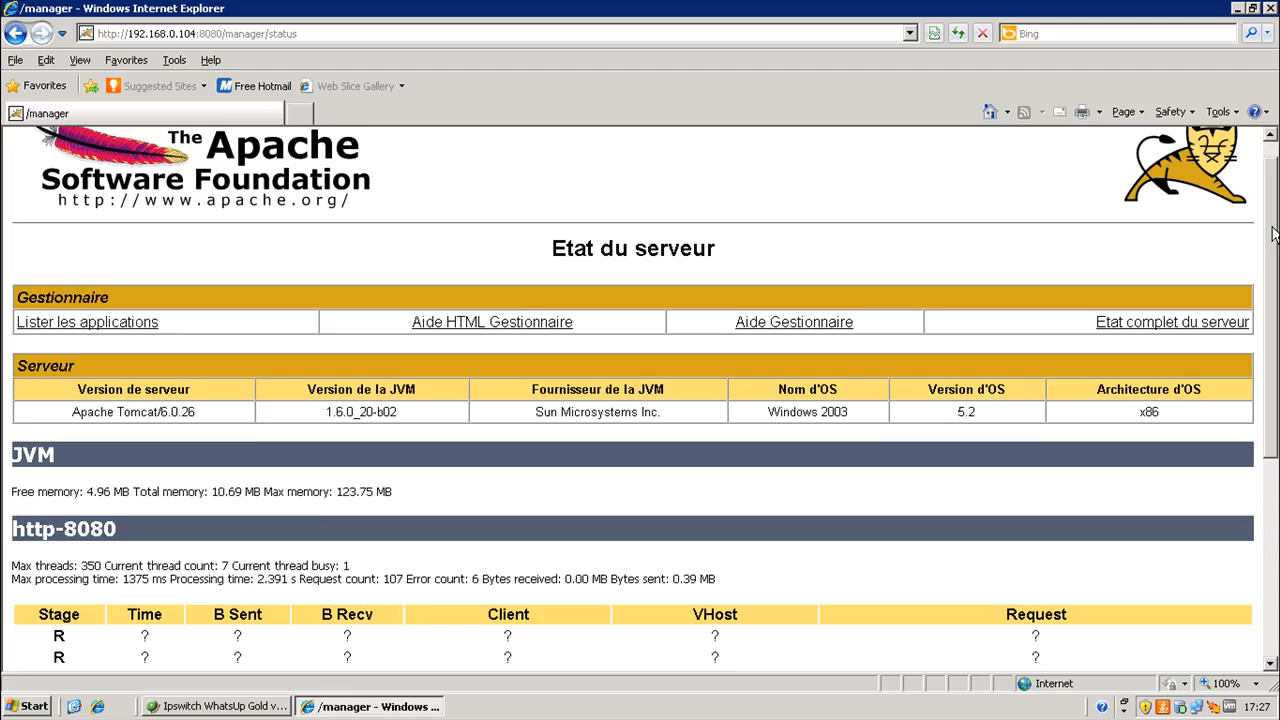 /manager - Windows Internet Explorer
http://192.168.0.104:8080/manager/status
Bing
File Edit View Favorites Tools Help
Favorites Suggested Sites Free Hotmail Web Slice Gallery
/manager
Page Safety Tools
The Apache
Software Foundation
http://www.apache.org/
Etat du serveur
Gestionnaire
Lister les applications Aide HTML Gestionnaire Aide Gestionnaire Etat complet du serveur
Serveur
Version de serveur Version de la JVM Fournisseur de la JVM Nom d'OS Version d'OS Architecture d'OS
Apache Tomcat/6.0.26 1.6.0_20-b02 Sun Microsystems Inc. Windows 2003 5.2 x86
JVM
Free memory: 4.96 MB Total memory: 10.69 MB Max memory: 123.75 MB
http-8080
Max threads: 350 Current thread count: 7 Current thread busy: 1
Max processing time: 1375 ms Processing time: 2.391 s Request count: 107 Error count: 6 Bytes received: 0.00 MB Bytes sent: 0.39 MB
Stage Time B Sent B Recv Client VHost Request
R ? ? ? ? ? ?
R ? ? ? ? ? ?
Internet 100%
Start Ipswitch WhatsUp Gold v... /manager - Windows ... 17:27